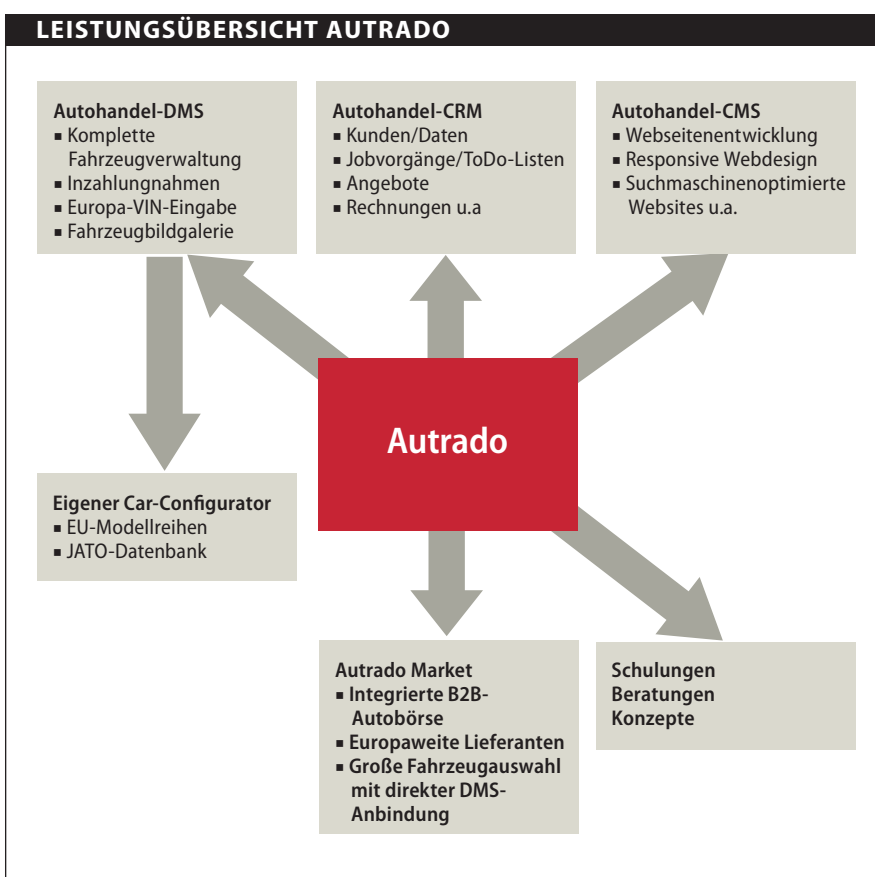 LEISTUNGSÜBERSICHT AUTRADO
Autohandel-DMS
▪ Komplette
Fahrzeugverwaltung
▪ Inzahlungnahmen
▪ Europa-VIN-Eingabe
▪ Fahrzeugbildgalerie
Autohandel-CRM
▪ Kunden/Daten
▪ Jobvorgänge/ToDo-Listen
▪ Angebote
▪ Rechnungen u.a
Autohandel-CMS
▪ Webseitenentwicklung
▪ Responsive Webdesign
▪ Suchmaschinenoptimierte
Websites u.a.
Autrado
Eigener Car-Configurator
▪ EU-Modellreihen
▪ JATO-Datenbank
Autrado Market
▪ Integrierte B2B-
Autobörse
▪ Europaweite Lieferanten
▪ Große Fahrzeugauswahl
mit direkter DMS-
Anbindung
Schulungen
Beratungen
Konzepte